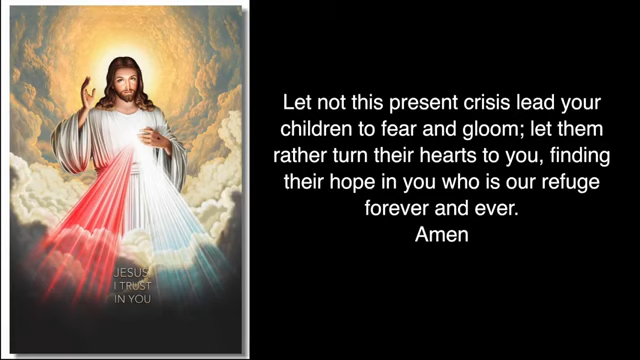 JESUS,
I TRUST
IN YOU
Let not this present crisis lead your
children to fear and gloom; let them
rather turn their hearts to you, finding
their hope in you who is our refuge
forever and ever.
Amen